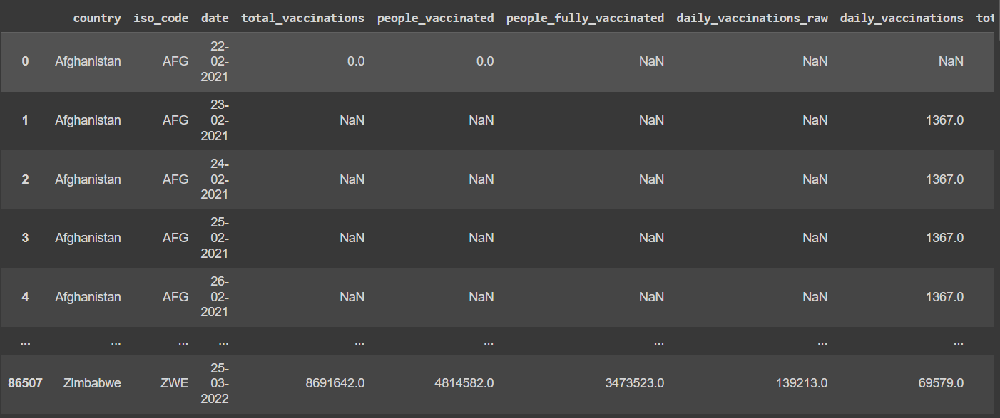 country iso_code date total_vaccinations people_vaccinated people_fully_vaccinated daily_vaccinations_raw daily_vaccinations tot
22-
0 Afghanistan AFG 02- 0.0 0.0 NaN NaN NaN
2021
23-
1 Afghanistan AFG 02- NaN NaN NaN NaN 1367.0
2021
24-
2 Afghanistan AFG 02- NaN NaN NaN NaN 1367.0
2021
25-
3 Afghanistan AFG 02- NaN NaN NaN NaN 1367.0
2021
26-
4 Afghanistan AFG 02- NaN NaN NaN NaN 1367.0
2021
... ... ... ... ... ... ... ... ...
25-
86507 Zimbabwe ZWE 03- 8691642.0 4814582.0 3473523.0 139213.0 69579.0
2022